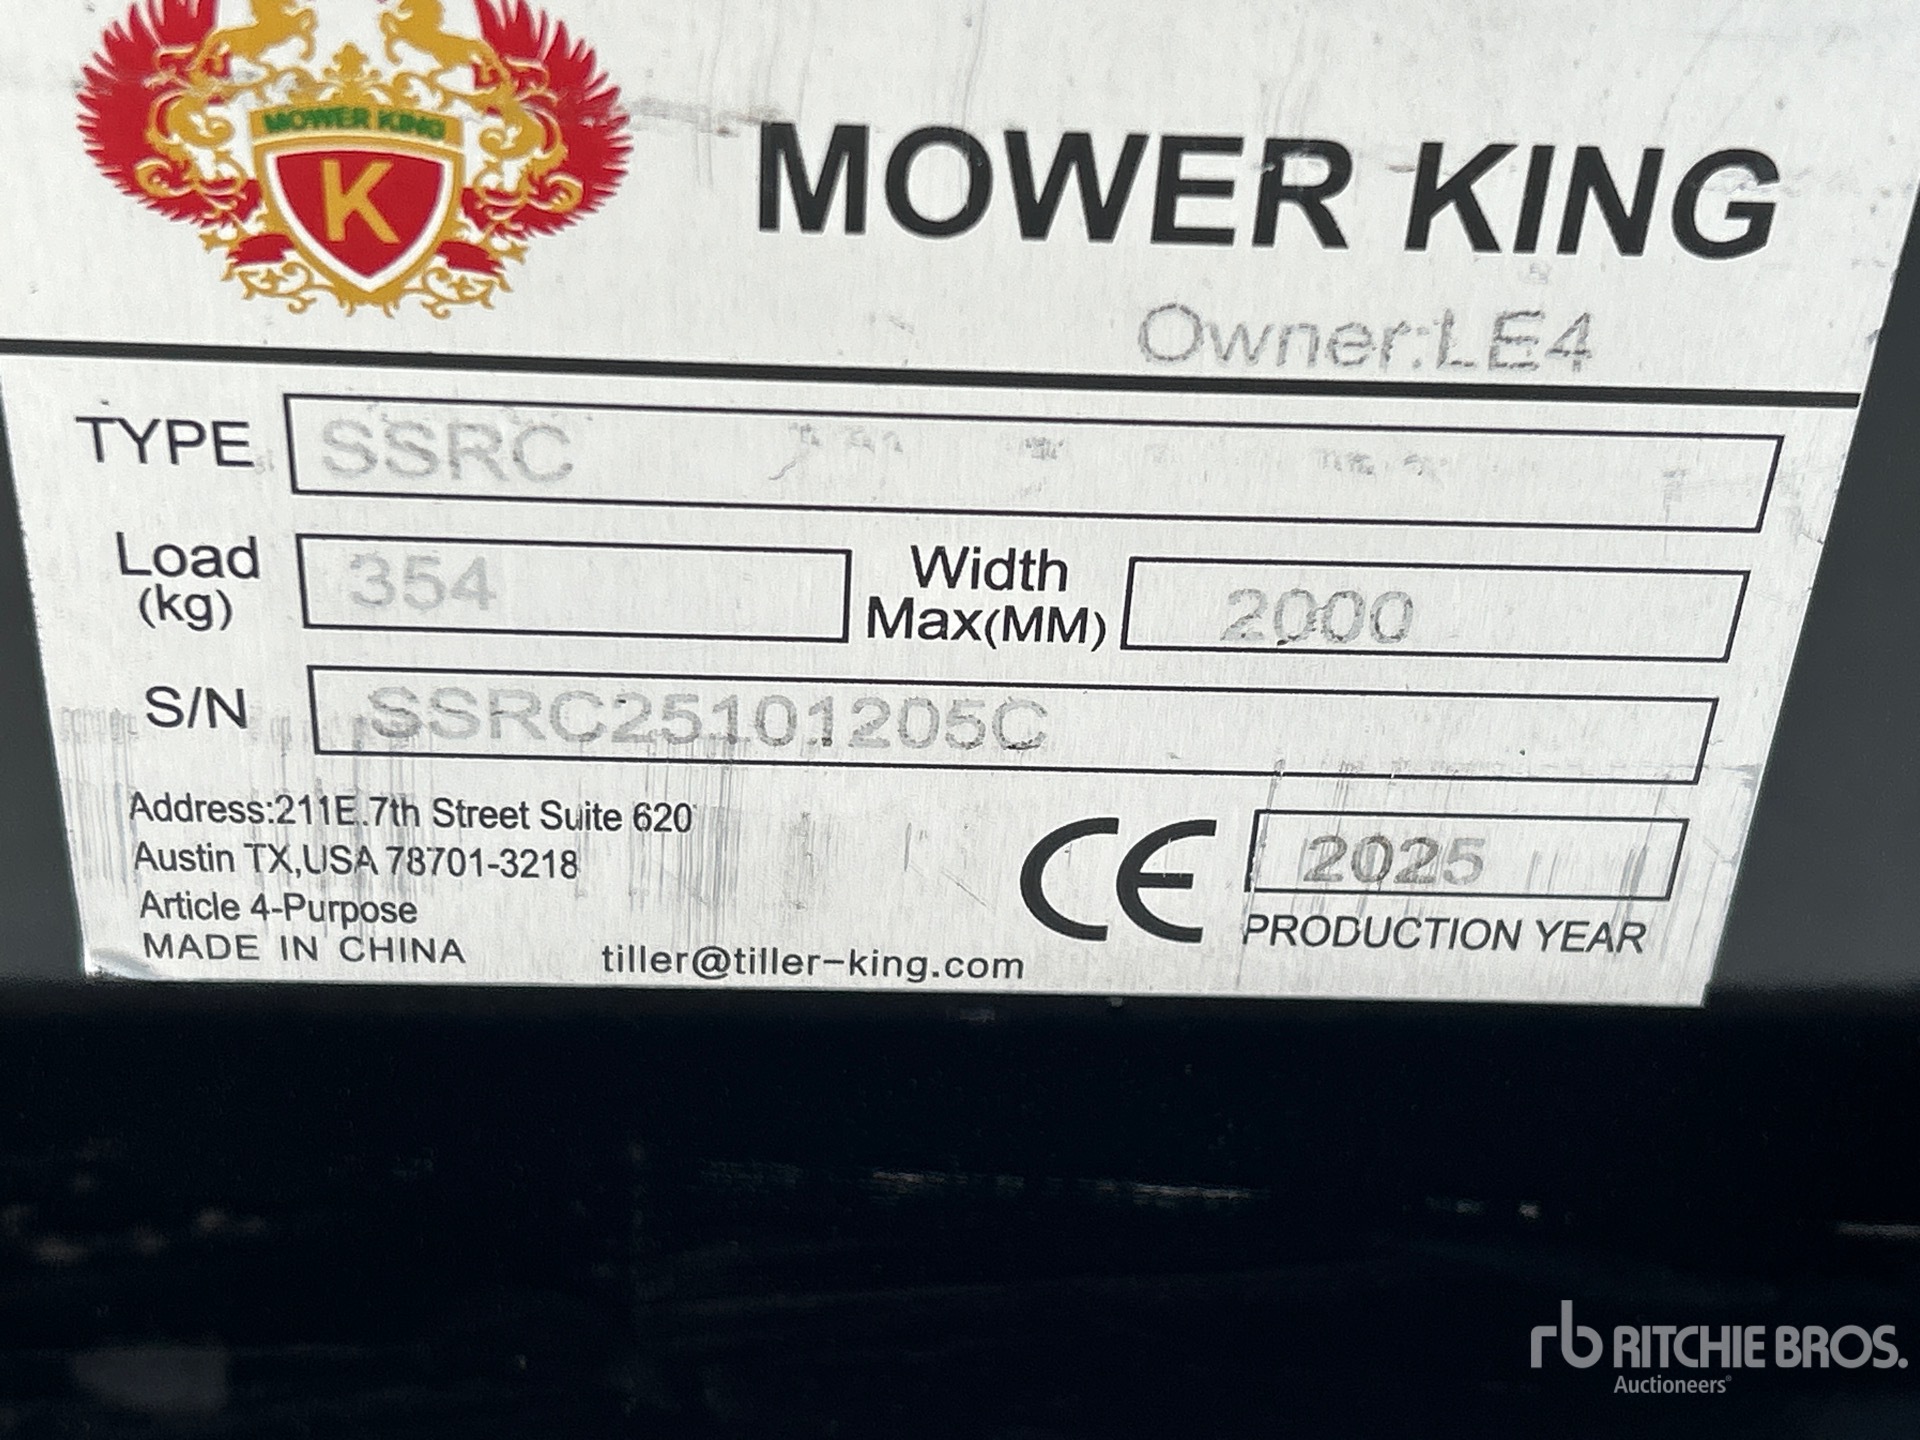 MOWER KING
K
MOWER KING
Owner:LE4
TYPE SSRC
Load (kg) 354
Width Max(MM) 2000
S/N SSRC25101205C
Address:211E.7th Street Suite 620
Austin TX,USA 78701-3218
Article 4-Purpose
MADE IN CHINA
tiller@tiller-king.com
CE
2025
PRODUCTION YEAR
rb RITCHIE BROS.
Auctioneers